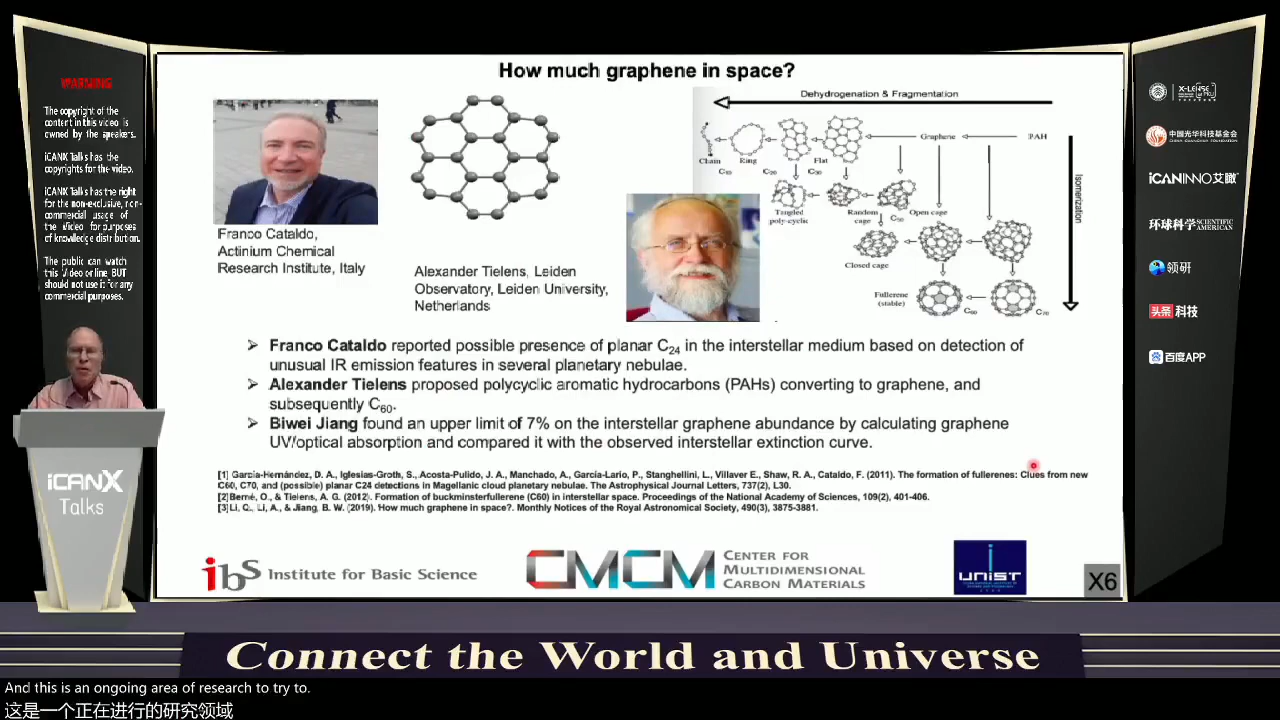 WARNING
The copyright of the
content in this video is
owned by the speakers.
iCANX Talks has the
copyrights for the video.
iCANX Talks has the right
for the non-exclusive, non-
commercial usage of
the Video for purposes
of knowledge distribution.
The public can watch
this Video online, BUT
should not use it for any
commercial purposes.
iCANX
Talks
How much graphene in space?
Franco Cataldo,
Actinium Chemical
Research Institute, Italy
Alexander Tielens, Leiden
Observatory, Leiden University,
Netherlands
Dehydrogenation & Fragmentation
Graphene
PAH
Chain
Ring
Flat
C10
C20
C30
Isomerization
Tangled
poly-cyclic
Random
cage
C50
Open cage
Closed cage
Fullerene
(stable)
C60
C70
➢ Franco Cataldo reported possible presence of planar C24 in the interstellar medium based on detection of
unusual IR emission features in several planetary nebulae.
➢ Alexander Tielens proposed polycyclic aromatic hydrocarbons (PAHs) converting to graphene, and
subsequently C60.
➢ Biwei Jiang found an upper limit of 7% on the interstellar graphene abundance by calculating graphene
UV/optical absorption and compared it with the observed interstellar extinction curve.
[1] García-Hernández, D. A., Iglesias-Groth, S., Acosta-Pulido, J. A., Manchado, A., García-Lario, P., Stanghellini, L., Villaver E., Shaw, R. A., Cataldo, F. (2011). The formation of fullerenes: Clues from new
C60, C70, and (possible) planar C24 detections in Magellanic cloud planetary nebulae. The Astrophysical Journal Letters, 737(2), L30.
[2] Berné, O., & Tielens, A. G. (2012). Formation of buckminsterfullerene (C60) in interstellar space. Proceedings of the National Academy of Sciences, 109(2), 401-406.
[3] Li, Q., Li, A., & Jiang, B. W. (2019). How much graphene in space?. Monthly Notices of the Royal Astronomical Society, 490(3), 3875-3881.
ibS Institute for Basic Science
CMCM
CENTER FOR
MULTIDIMENSIONAL
CARBON MATERIALS
UNIST
X6
X-LENSE
中国光华科技基金会
CHINA GUANGHUA FOUNDATION
iCANINNO艾瞰
环球科学 SCIENTIFIC AMERICAN
领研
头条 科技
百度APP
Connect the World and Universe
And this is an ongoing area of research to try to.
这是一个正在进行的研究领域